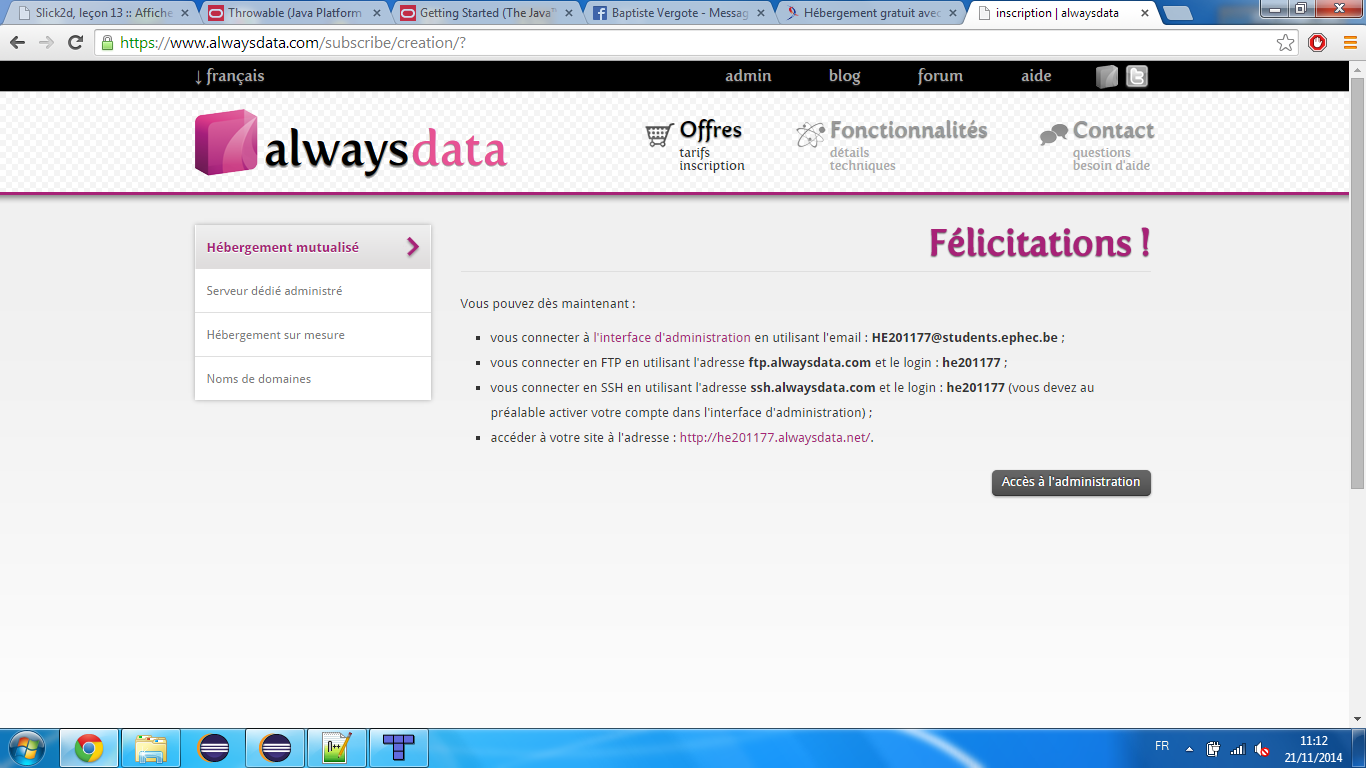 Slick2d, leçon 13 :: Affiche
Throwable (Java Platform
Getting Started (The Java™
Baptiste Vergote - Messag
Hébergement gratuit avec
inscription | alwaysdata
https://www.alwaysdata.com/subscribe/creation/?
↓ français
admin
blog
forum
aide
alwaysdata
Offres
tarifs
inscription
Fonctionnalités
détails
techniques
Contact
questions
besoin d'aide
Hébergement mutualisé
Serveur dédié administré
Hébergement sur mesure
Noms de domaines
Félicitations !
Vous pouvez dès maintenant :
▪ vous connecter à l'interface d'administration en utilisant l'email : HE201177@students.ephec.be ;
▪ vous connecter en FTP en utilisant l'adresse ftp.alwaysdata.com et le login : he201177 ;
▪ vous connecter en SSH en utilisant l'adresse ssh.alwaysdata.com et le login : he201177 (vous devez au
préalable activer votre compte dans l'interface d'administration) ;
▪ accéder à votre site à l'adresse : http://he201177.alwaysdata.net/.
Accès à l'administration
FR
11:12
21/11/2014